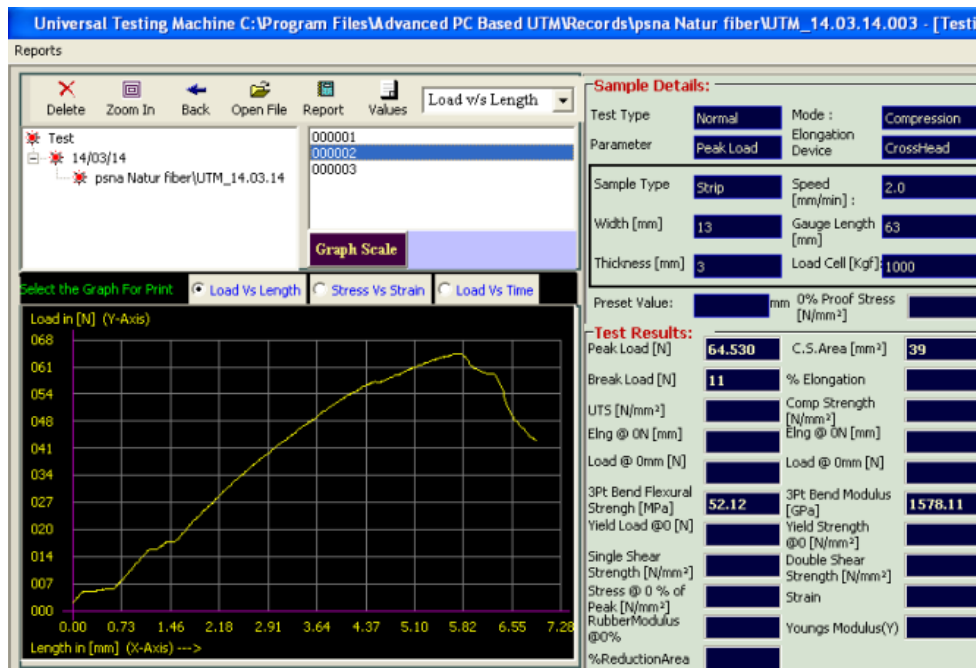 Universal Testing Machine C:\Program Files\Advanced PC Based UTM\Records\psna Natur fiber\UTM_14.03.14.003 - [Testi
Reports
Delete Zoom In Back Open File Report Values Load v/s Length
Test
14/03/14
psna Natur fiber\UTM_14.03.14
000001
000002
000003
Graph Scale
Select the Graph For Print Load Vs Length Stress Vs Strain Load Vs Time
Load in [N] (Y-Axis)
068
061
054
048
041
034
027
020
014
007
000
0.00 0.73 1.46 2.18 2.91 3.64 4.37 5.10 5.82 6.55 7.28
Length in [mm] (X-Axis) --->
Sample Details:
Test Type Normal Mode : Compression
Parameter Peak Load Elongation Device CrossHead
Sample Type Strip Speed [mm/min] : 2.0
Width [mm] 13 Gauge Length [mm] 63
Thickness [mm] 3 Load Cell [Kgf]: 1000
Preset Value: mm 0% Proof Stress [N/mm²]
Test Results:
Peak Load [N] 64.530 C.S.Area [mm²] 39
Break Load [N] 11 % Elongation
UTS [N/mm²] Comp Strength [N/mm²]
Elng @ 0N [mm] Elng @ 0N [mm]
Load @ 0mm [N] Load @ 0mm [N]
3Pt Bend Flexural Strengh [MPa] 52.12 3Pt Bend Modulus [GPa] 1578.11
Yield Load @0 [N] Yield Strength @0 [N/mm²]
Single Shear Strength [N/mm²] Double Shear Strength [N/mm²]
Stress @ 0 % of Peak [N/mm²] Strain
RubberModulus @0% Youngs Modulus(Y)
%ReductionArea